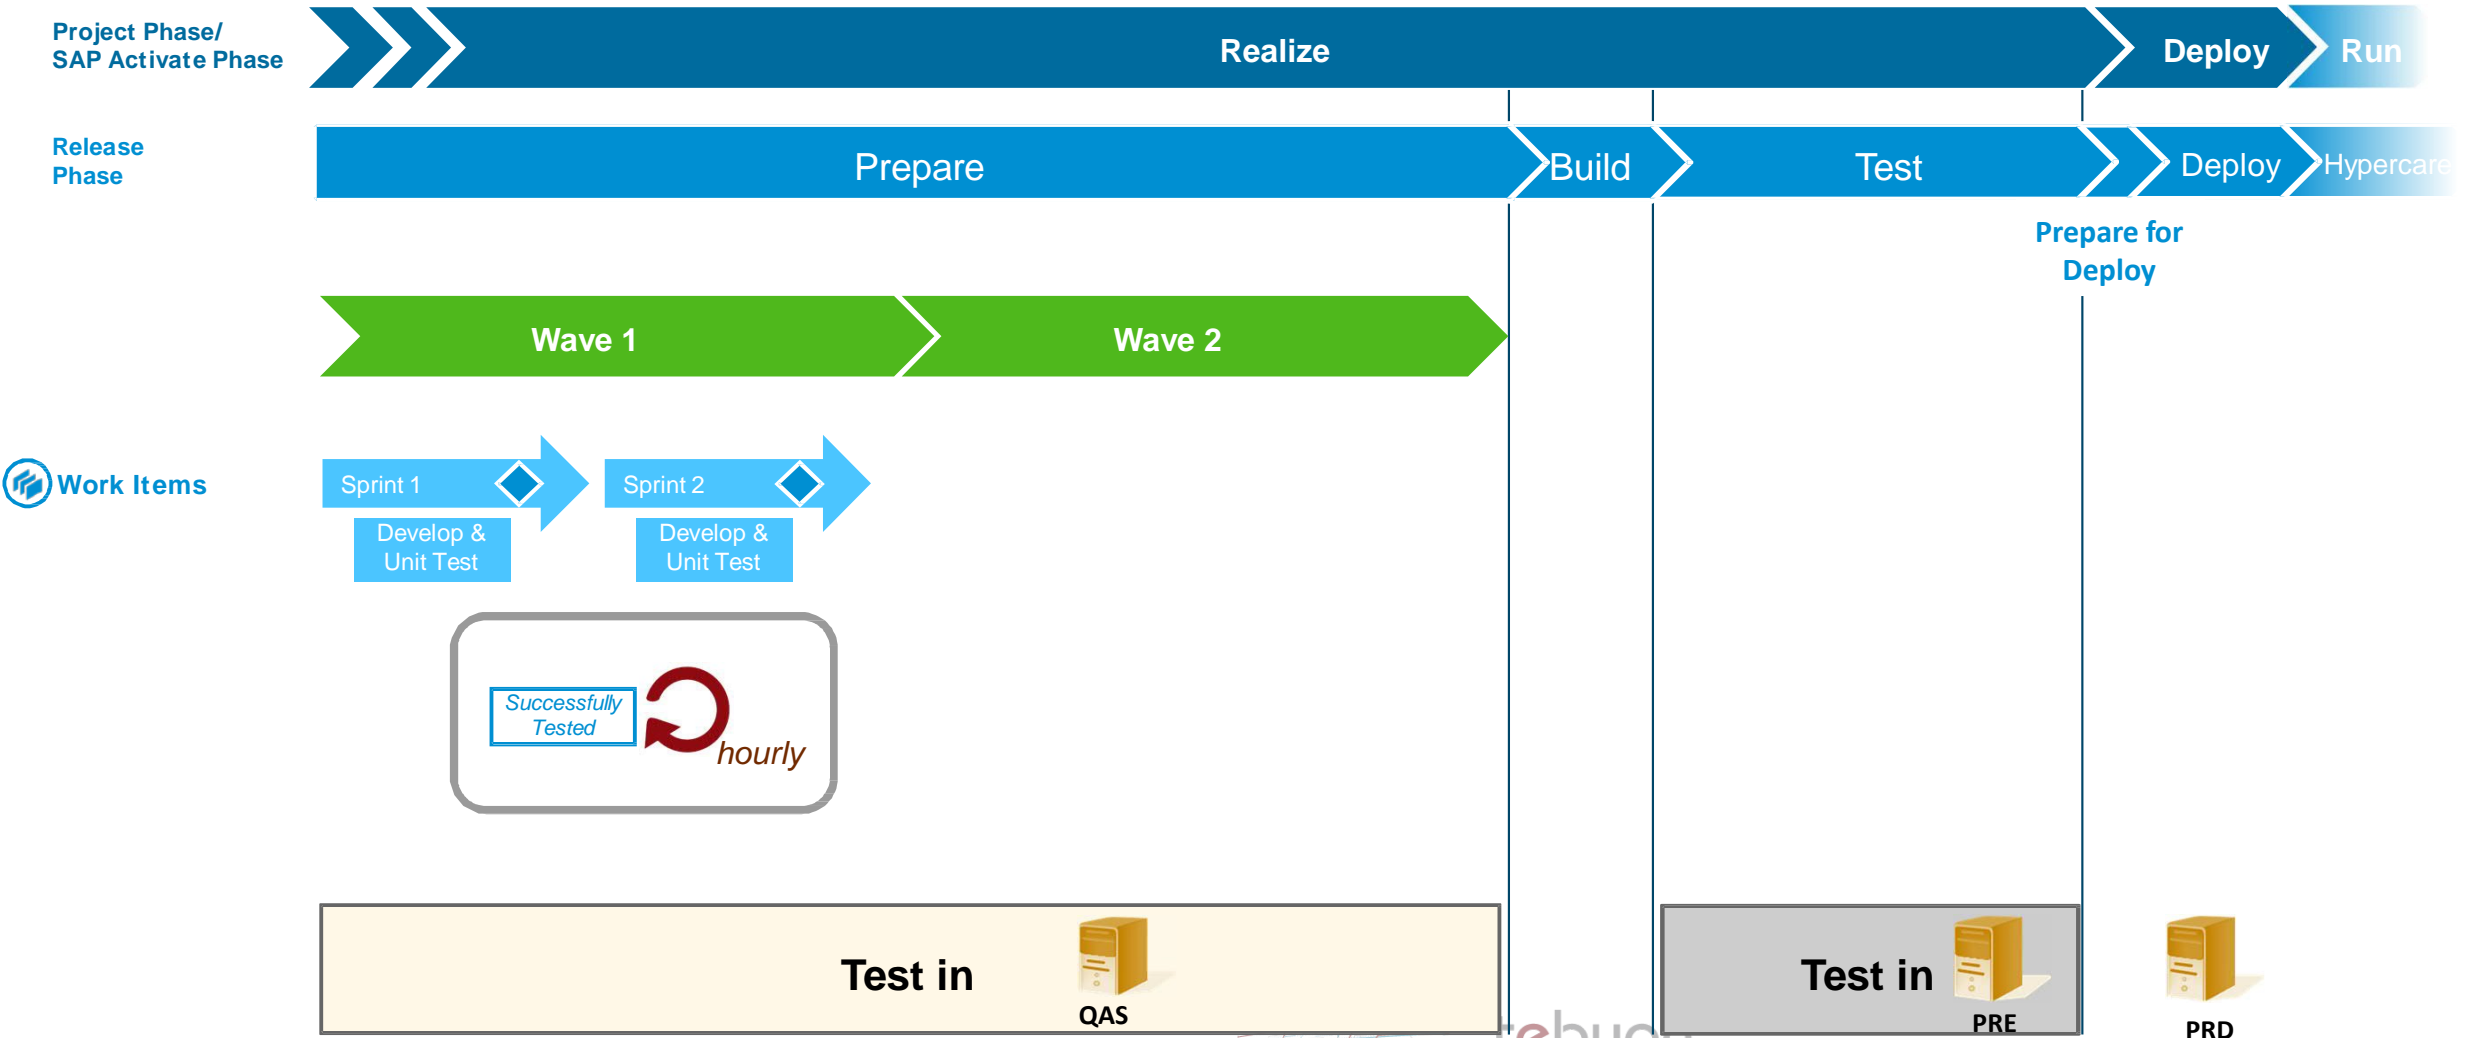 Project Phase/
SAP Activate Phase
Realize
Deploy
Run
Release
Phase
Prepare
Build
Test
Deploy
Hypercare
Prepare for
Deploy
Wave 1
Wave 2
Work Items
Sprint 1
Sprint 2
Develop &
Unit Test
Develop &
Unit Test
Successfully
Tested
hourly
Test in
QAS
Test in
PRE
PRD